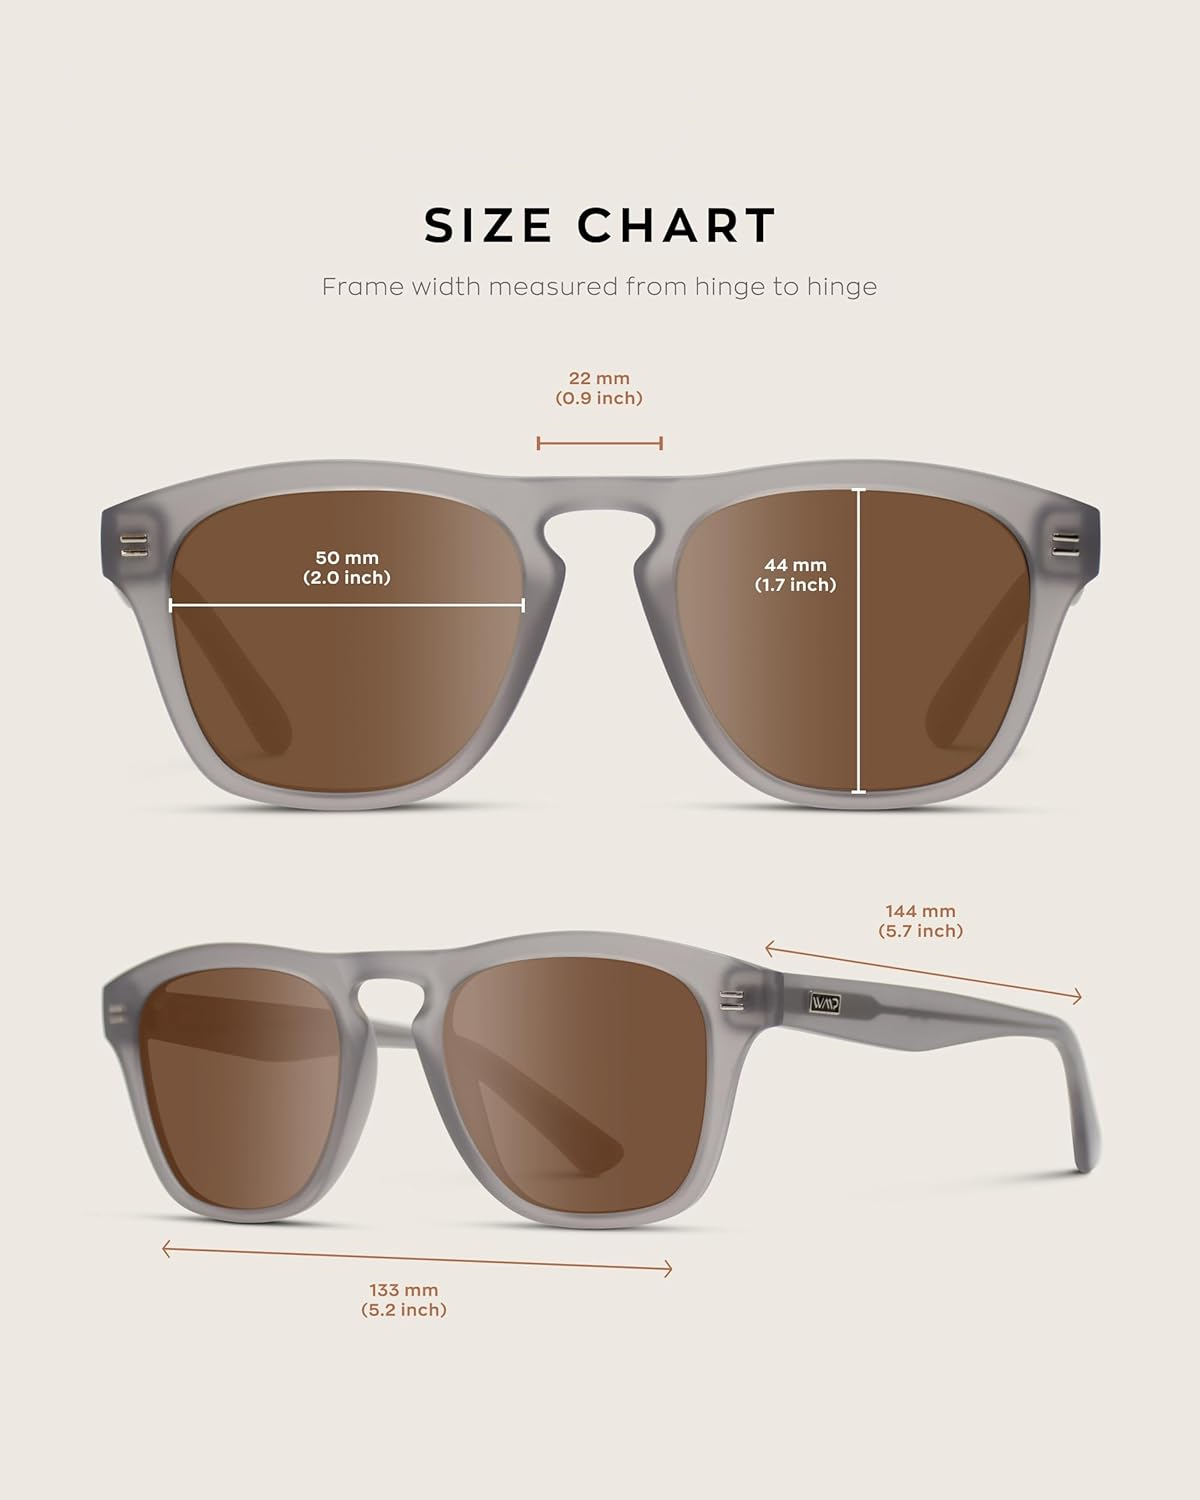 SIZE CHART
Frame width measured from hinge to hinge
22 mm
(0.9 inch)
50 mm
(2.0 inch)
44 mm
(1.7 inch)
144 mm
(5.7 inch)
WMP
133 mm
(5.2 inch)